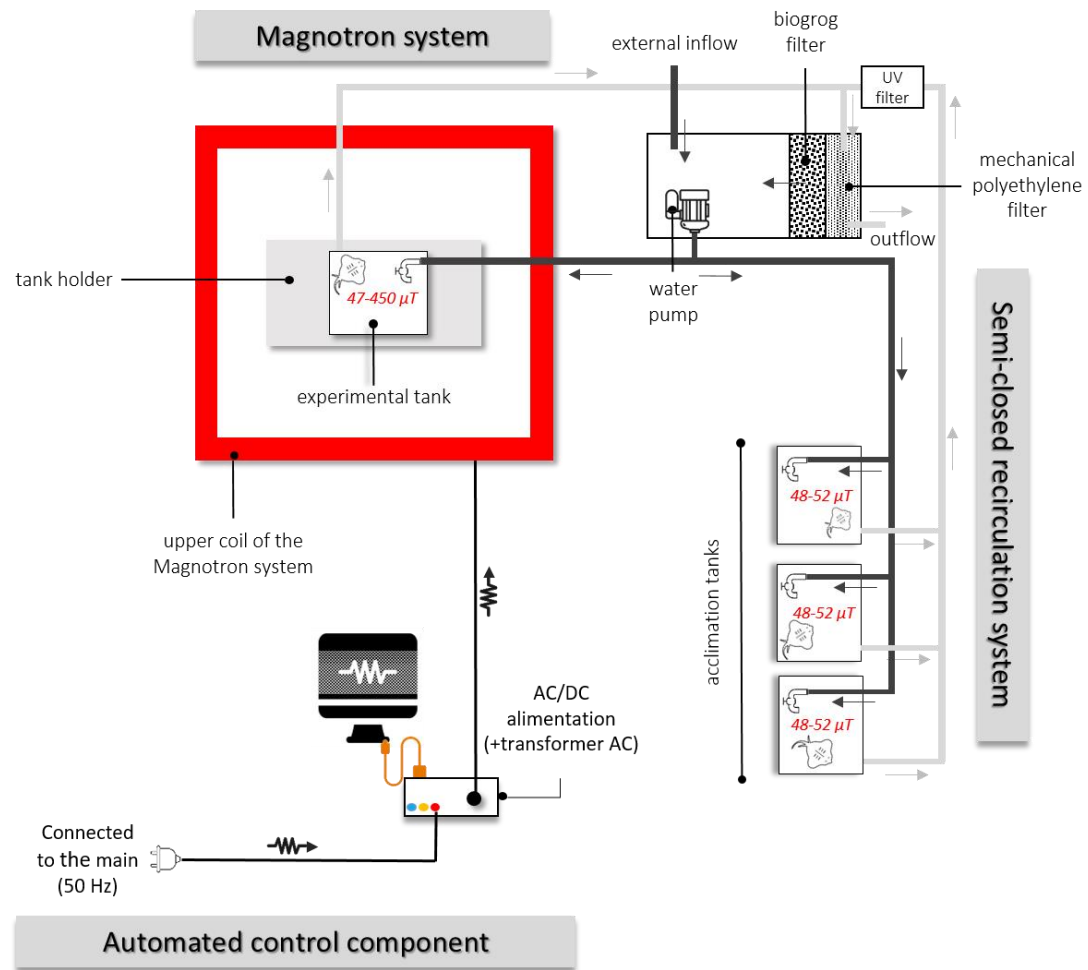 Magnotron system
external inflow
biogrog
filter
UV
filter
mechanical
polyethylene
filter
outflow
tank holder
47-450 µT
water
pump
experimental tank
upper coil of the
Magnotron system
Semi-closed recirculation system
acclimation tanks
48-52 µT
48-52 µT
48-52 µT
AC/DC
alimentation
(+transformer AC)
Connected
to the main
(50 Hz)
Automated control component